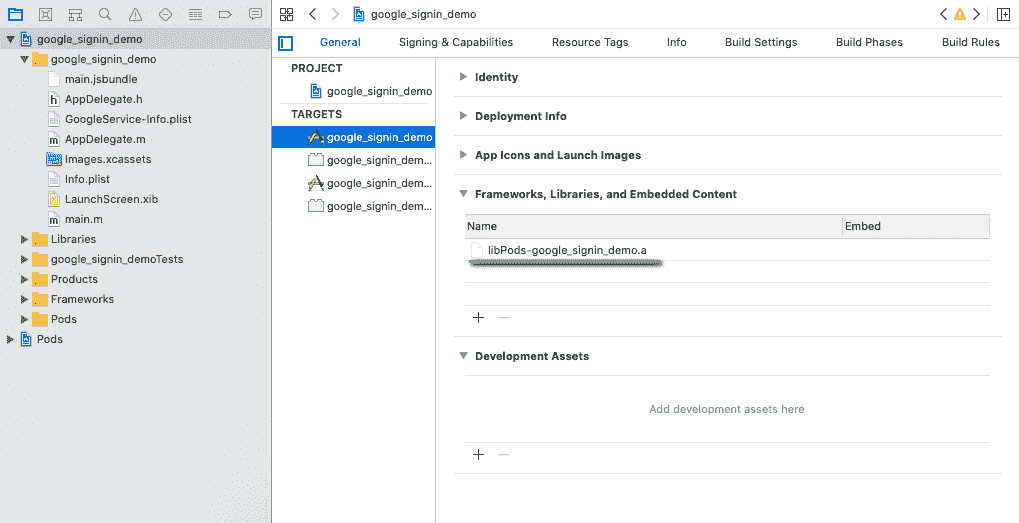 google_signin_demo
google_signin_demo
main.jsbundle
AppDelegate.h
GoogleService-Info.plist
AppDelegate.m
Images.xcassets
Info.plist
LaunchScreen.xib
main.m
Libraries
google_signin_demoTests
Products
Frameworks
Pods
Pods
google_signin_demo
General Signing & Capabilities Resource Tags Info Build Settings Build Phases Build Rules
PROJECT
google_signin_demo
TARGETS
google_signin_demo
google_signin_dem...
google_signin_dem...
google_signin_dem...
Identity
Deployment Info
App Icons and Launch Images
Frameworks, Libraries, and Embedded Content
Name Embed
libPods-google_signin_demo.a
Development Assets
Add development assets here